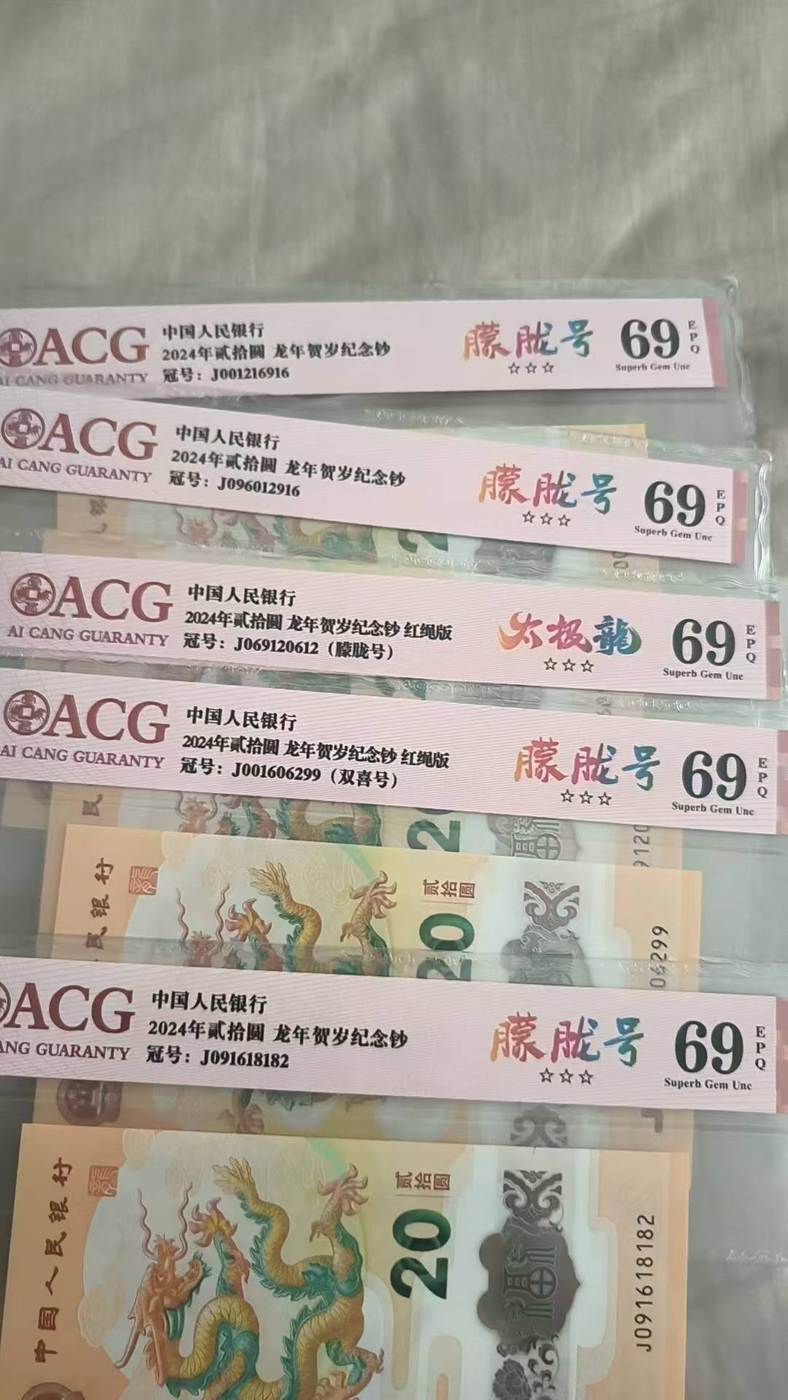 ACG
AI CANG GUARANTY
中国人民银行
2024年贰拾圆 龙年贺岁纪念钞
冠号：J001216916
朦胧号
☆☆☆
69
EPQ
Superb Gem Unc
ACG
AI CANG GUARANTY
中国人民银行
2024年贰拾圆 龙年贺岁纪念钞
冠号：J096012916
朦胧号
☆☆☆
69
EPQ
Superb Gem Unc
ACG
AI CANG GUARANTY
中国人民银行
2024年贰拾圆 龙年贺岁纪念钞 红绳版
冠号：J069120612（朦胧号）
太极龍
☆☆☆
69
EPQ
Superb Gem Unc
ACG
AI CANG GUARANTY
中国人民银行
2024年贰拾圆 龙年贺岁纪念钞 红绳版
冠号：J001606299（双喜号）
朦胧号
☆☆☆
69
EPQ
Superb Gem Unc
9120
民银行
贰拾圆
20
06299
ACG
ANG GUARANTY
中国人民银行
2024年贰拾圆 龙年贺岁纪念钞
冠号：J091618182
朦胧号
☆☆☆
69
EPQ
Superb Gem Unc
中国人民银行
贰拾圆
20
J091618182